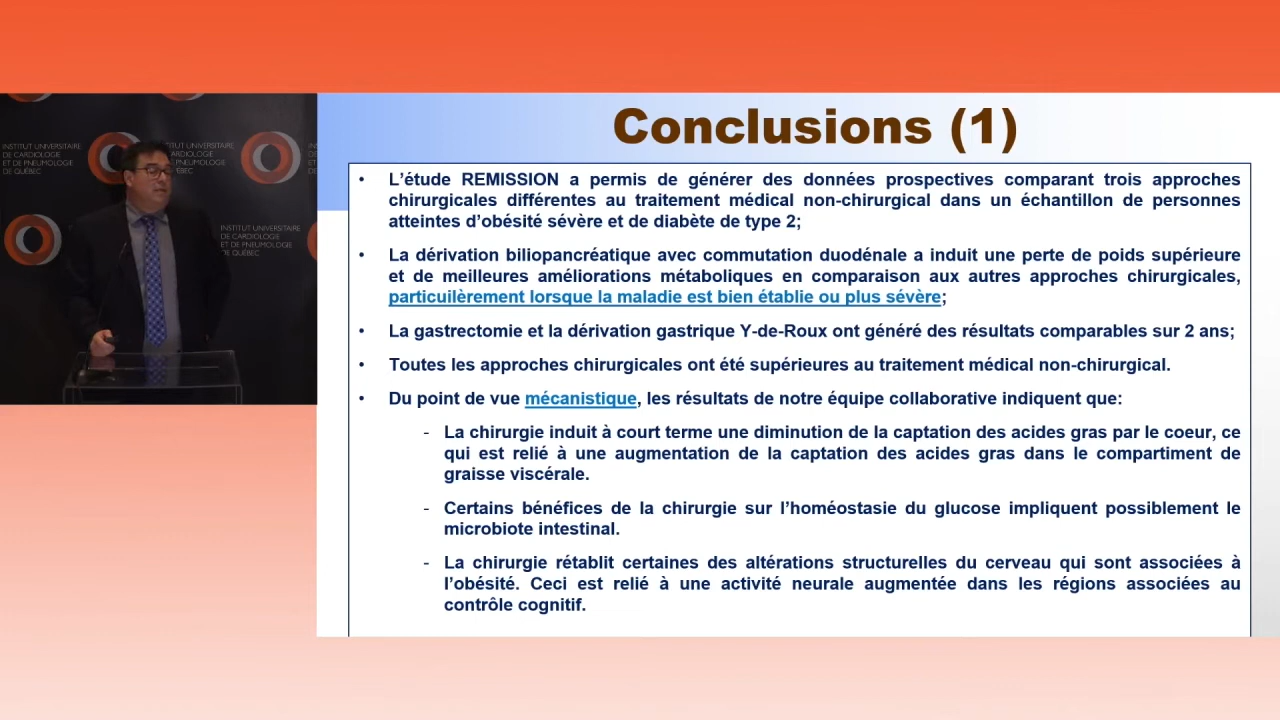 INSTITUT UNIVERSITAIRE
DE CARDIOLOGIE
ET DE PNEUMOLOGIE
DE QUÉBEC
INSTITUT UNIVERSITAIRE
DE CARDIOLOGIE
ET DE PNEUMOLOGIE
DE QUÉBEC
Conclusions (1)
• L’étude REMISSION a permis de générer des données prospectives comparant trois approches
chirurgicales différentes au traitement médical non-chirurgical dans un échantillon de personnes
atteintes d’obésité sévère et de diabète de type 2;
• La dérivation biliopancréatique avec commutation duodénale a induit une perte de poids supérieure
et de meilleures améliorations métaboliques en comparaison aux autres approches chirurgicales,
particuilèrement lorsque la maladie est bien établie ou plus sévère;
• La gastrectomie et la dérivation gastrique Y-de-Roux ont généré des résultats comparables sur 2 ans;
• Toutes les approches chirurgicales ont été supérieures au traitement médical non-chirurgical.
• Du point de vue mécanistique, les résultats de notre équipe collaborative indiquent que:
- La chirurgie induit à court terme une diminution de la captation des acides gras par le coeur, ce
qui est relié à une augmentation de la captation des acides gras dans le compartiment de
graisse viscérale.
- Certains bénéfices de la chirurgie sur l’homéostasie du glucose impliquent possiblement le
microbiote intestinal.
- La chirurgie rétablit certaines des altérations structurelles du cerveau qui sont associées à
l’obésité. Ceci est relié à une activité neurale augmentée dans les régions associées au
contrôle cognitif.